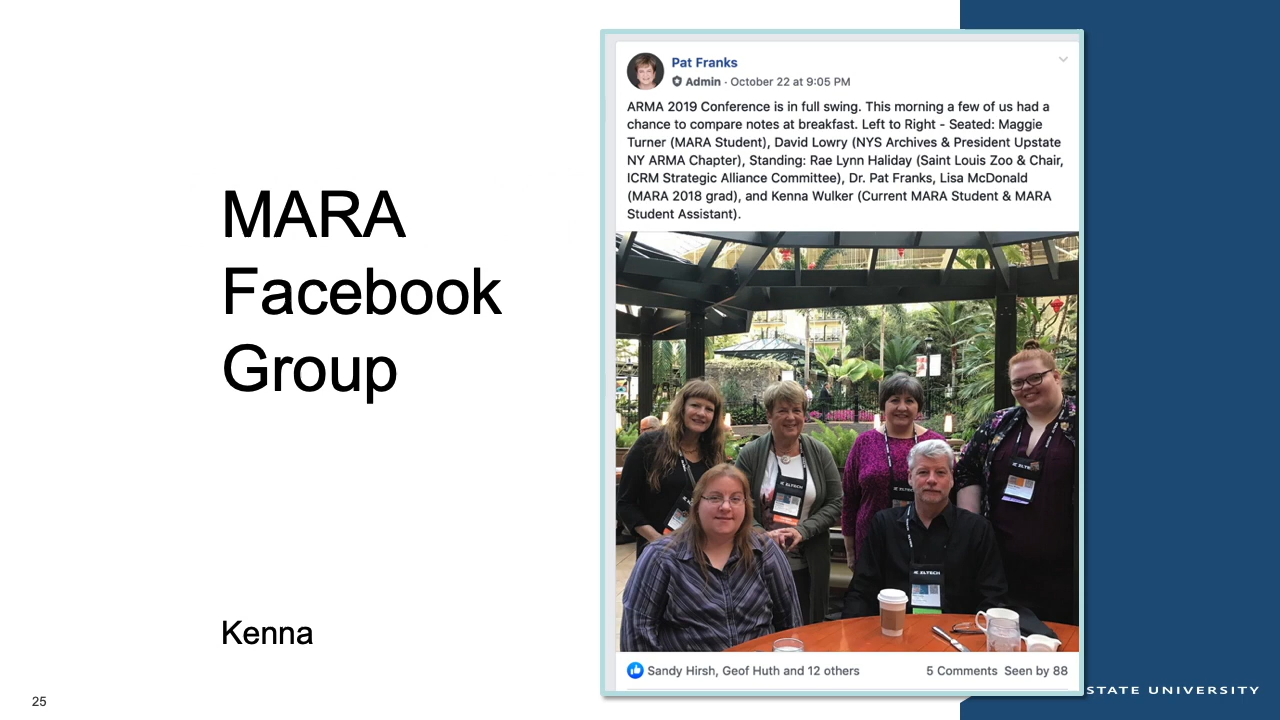 MARA
Facebook
Group
Kenna
25
Pat Franks
Admin · October 22 at 9:05 PM
ARMA 2019 Conference is in full swing. This morning a few of us had a
chance to compare notes at breakfast. Left to Right - Seated: Maggie
Turner (MARA Student), David Lowry (NYS Archives & President Upstate
NY ARMA Chapter), Standing: Rae Lynn Haliday (Saint Louis Zoo & Chair,
ICRM Strategic Alliance Committee), Dr. Pat Franks, Lisa McDonald
(MARA 2018 grad), and Kenna Wulker (Current MARA Student & MARA
Student Assistant).
ELTECH
ELTECH
ELTECH
Sandy Hirsh, Geof Huth and 12 others 5 Comments Seen by 88
STATE UNIVERSITY